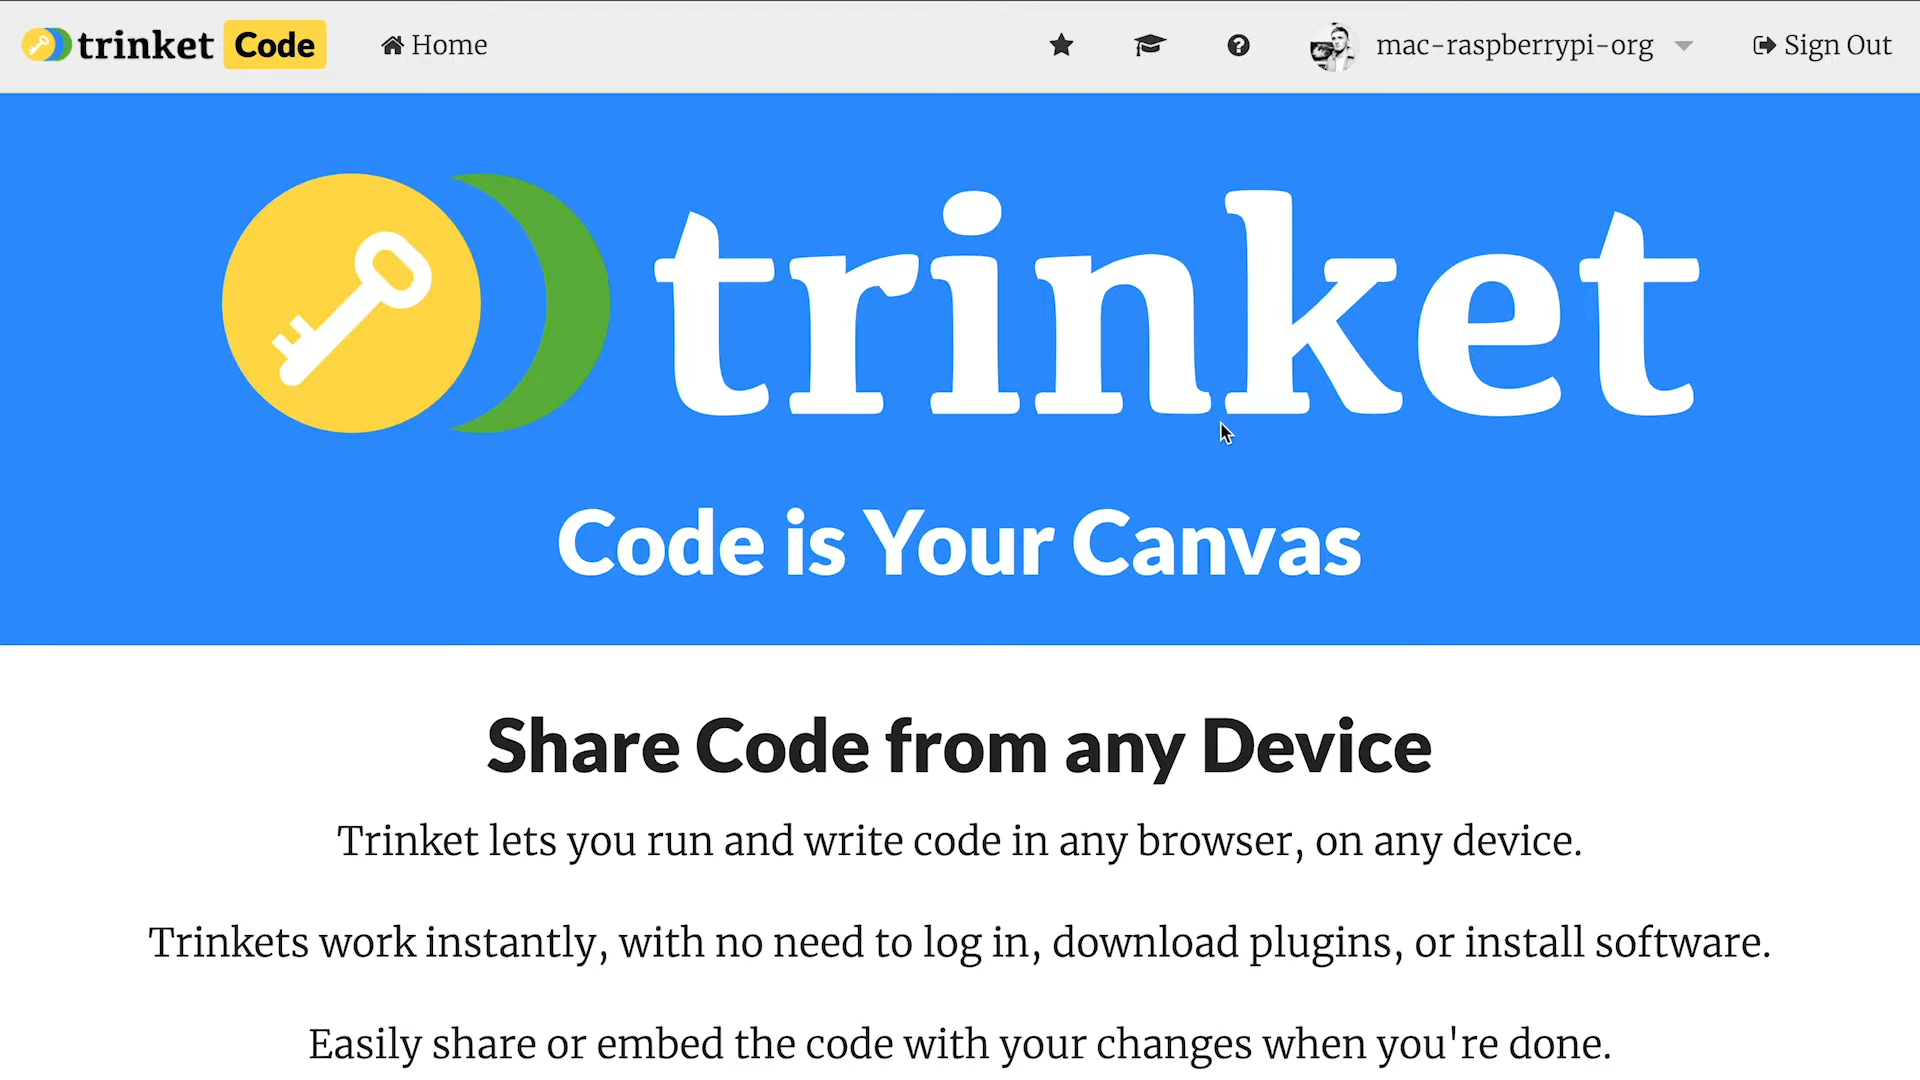 trinket Code Home mac-raspberrypi-org Sign Out
trinket
Code is Your Canvas
Share Code from any Device
Trinket lets you run and write code in any browser, on any device.
Trinkets work instantly, with no need to log in, download plugins, or install software.
Easily share or embed the code with your changes when you're done.